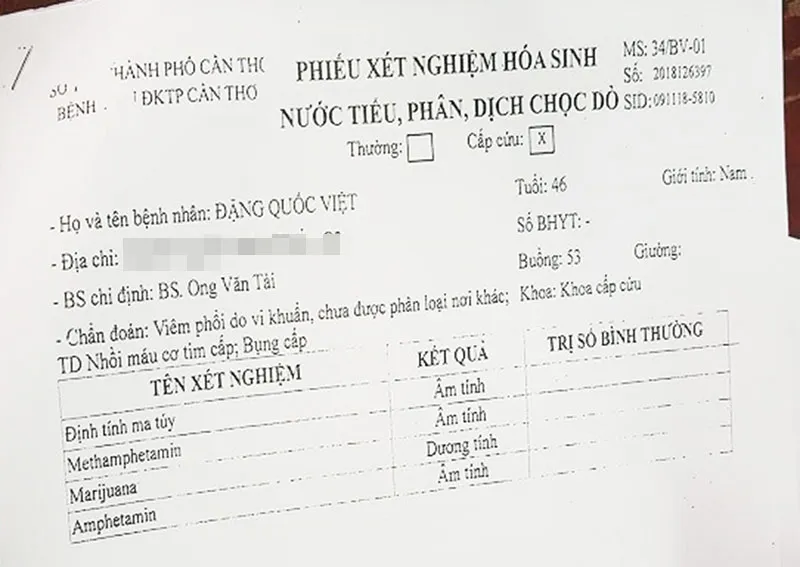 THÀNH PHỐ CẦN THƠ
BỆNH ĐKTP CẦN THƠ
PHIẾU XÉT NGHIỆM HÓA SINH
NƯỚC TIỂU, PHÂN, DỊCH CHỌC DÒ
MS: 34/BV-01
Số: 2018126397
SID:091118-5810
Thường: Cấp cứu: X
- Họ và tên bệnh nhân: ĐẶNG QUỐC VIỆT
Tuổi: 46 Giới tính: Nam .
- Địa chỉ:
Số BHYT: -
- BS chỉ định: BS. Ong Văn Tài
Buồng: 53 Giường:
- Chẩn đoán: Viêm phổi do vi khuẩn, chưa được phân loại nơi khác; Khoa: Khoa cấp cứu
TD Nhồi máu cơ tim cấp; Bụng cấp
TÊN XÉT NGHIỆM KẾT QUẢ TRỊ SỐ BÌNH THƯỜNG
Định tính ma túy Âm tính
Methamphetamin Âm tính
Marijuana Dương tính
Amphetamin Âm tính